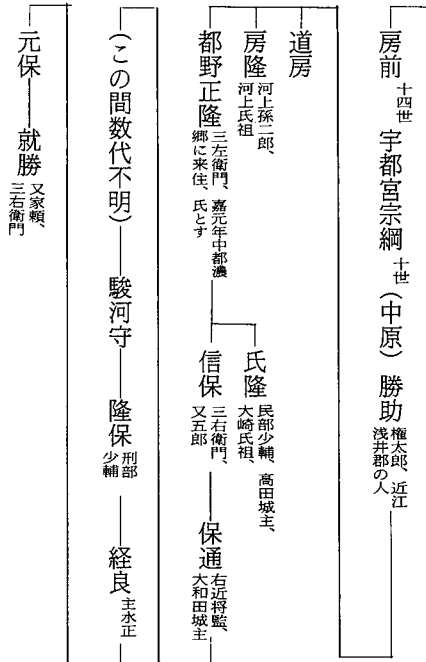 房前 十四世 宇都宮宗綱 十世 (中原) 勝助 権太郎、近江
浅井郡の人
道房
房隆 河上孫二郎、
河上氏祖
都野正隆 三左衛門、嘉元年中都濃
郷に来住、氏とす
氏隆 民部少輔、高田城主、
大崎氏祖、
信保 三右衛門、
又五郎
保通 右近将監、
大和田城主
(この間数代不明)
駿河守
隆保 刑部
少輔
経良 主水正
元保
就勝 又家頼、
三右衛門